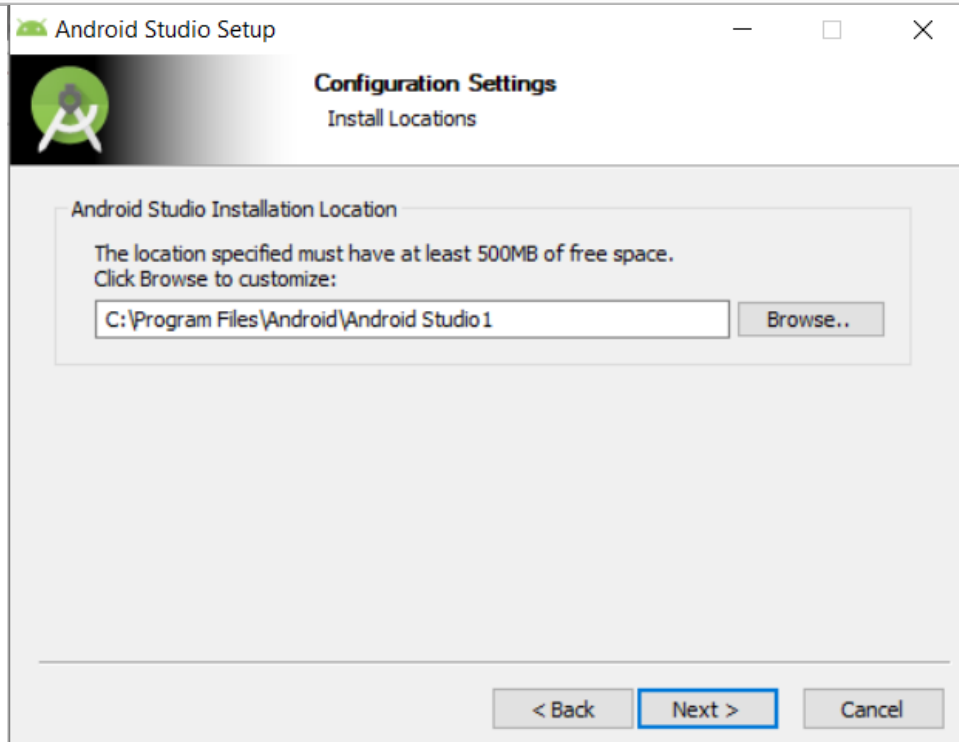 Android Studio Setup
Configuration Settings
Install Locations
Android Studio Installation Location
The location specified must have at least 500MB of free space.
Click Browse to customize:
C:\Program Files\Android\Android Studio1
Browse..
< Back
Next >
Cancel